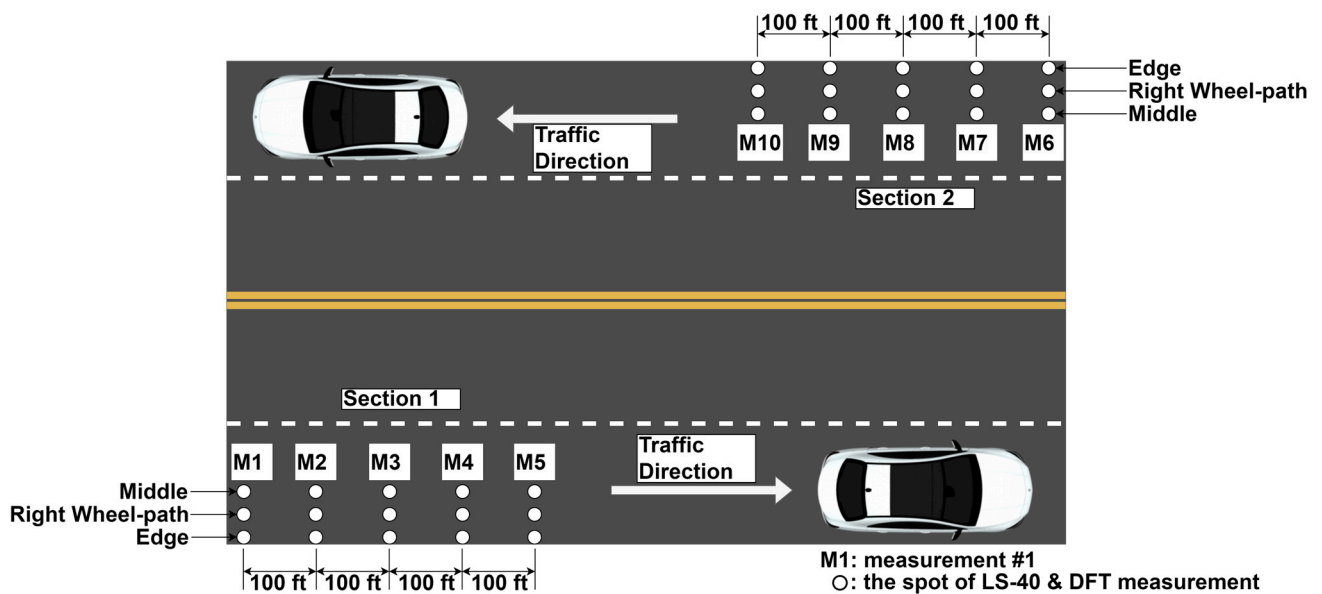 100 ft 100 ft 100 ft 100 ft
Edge
Right Wheel-path
Middle
Traffic
Direction
M10 M9 M8 M7 M6
Section 2
Section 1
Traffic
Direction
M1 M2 M3 M4 M5
Middle
Right Wheel-path
Edge
100 ft 100 ft 100 ft 100 ft
M1: measurement #1
: the spot of LS-40 & DFT measurement